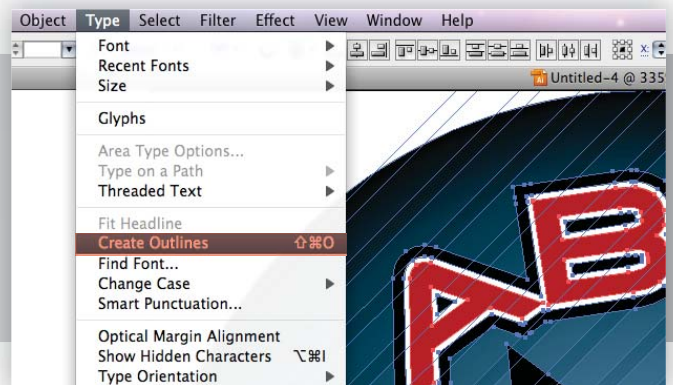 Object Type Select Filter Effect View Window Help
Font
Recent Fonts
Size
x:
Untitled-4 @ 335
Glyphs
Area Type Options...
Type on a Path
Threaded Text
Fit Headline
Create Outlines ⇧⌘O
Find Font...
Change Case
Smart Punctuation...
Optical Margin Alignment
Show Hidden Characters ⌥⌘I
Type Orientation
AB